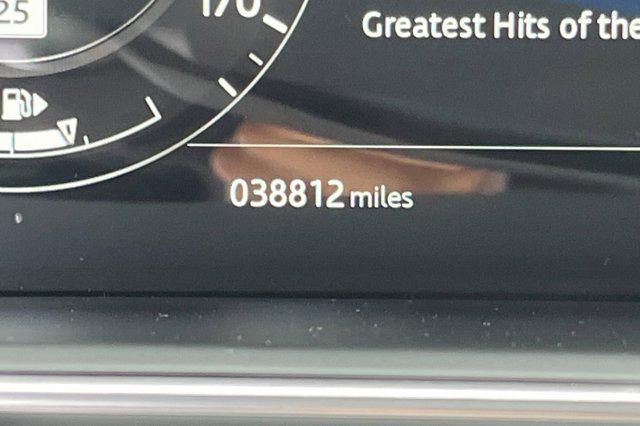 25
170
Greatest Hits of the
038812 miles